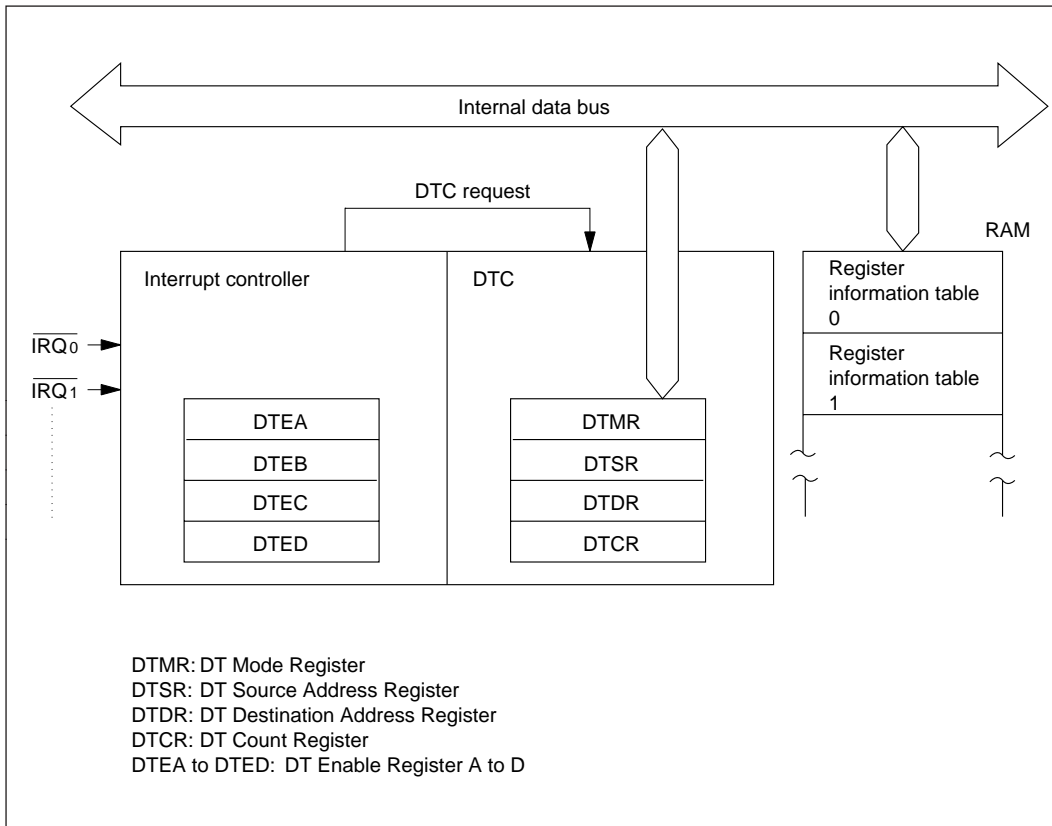 Internal data bus
DTC request
RAM
Interrupt controller
DTC
Register
information table
0
Register
information table
1
IRQ0
IRQ1
DTEA
DTEB
DTEC
DTED
DTMR
DTSR
DTDR
DTCR
DTMR: DT Mode Register
DTSR: DT Source Address Register
DTDR: DT Destination Address Register
DTCR: DT Count Register
DTEA to DTED: DT Enable Register A to D